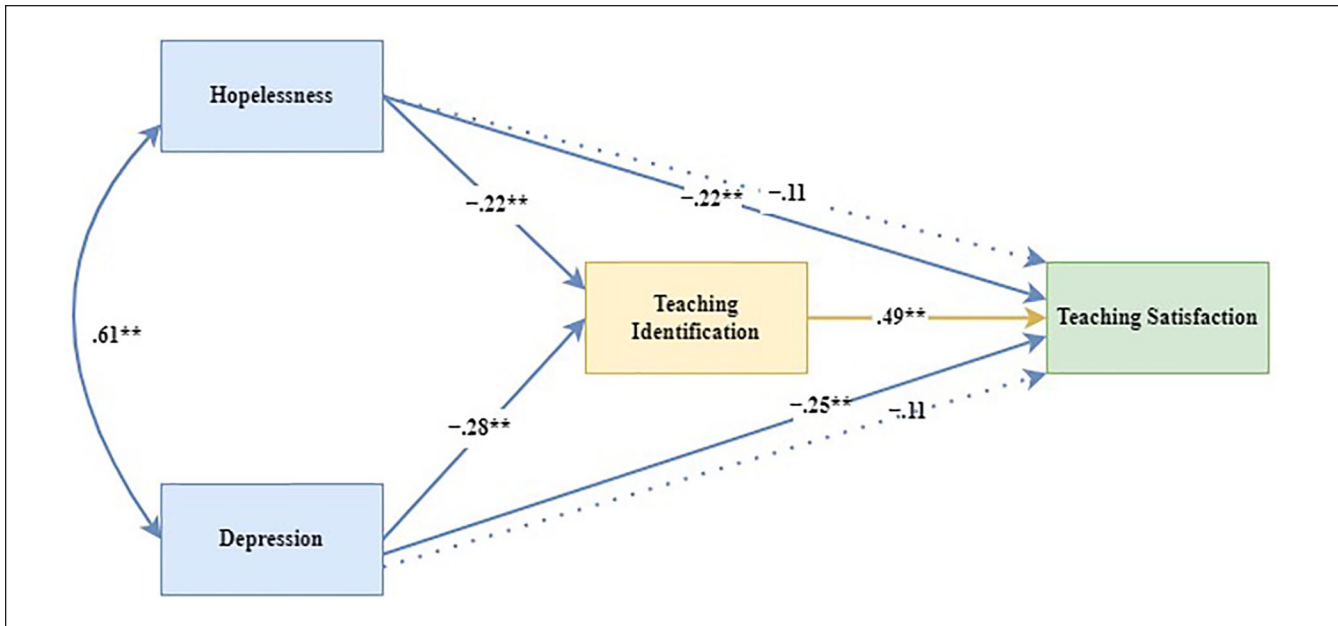 Hopelessness
−.22**
−.22**
−.11
.61**
Teaching
Identification
.49**
Teaching Satisfaction
−.28**
−.25**
−.11
Depression